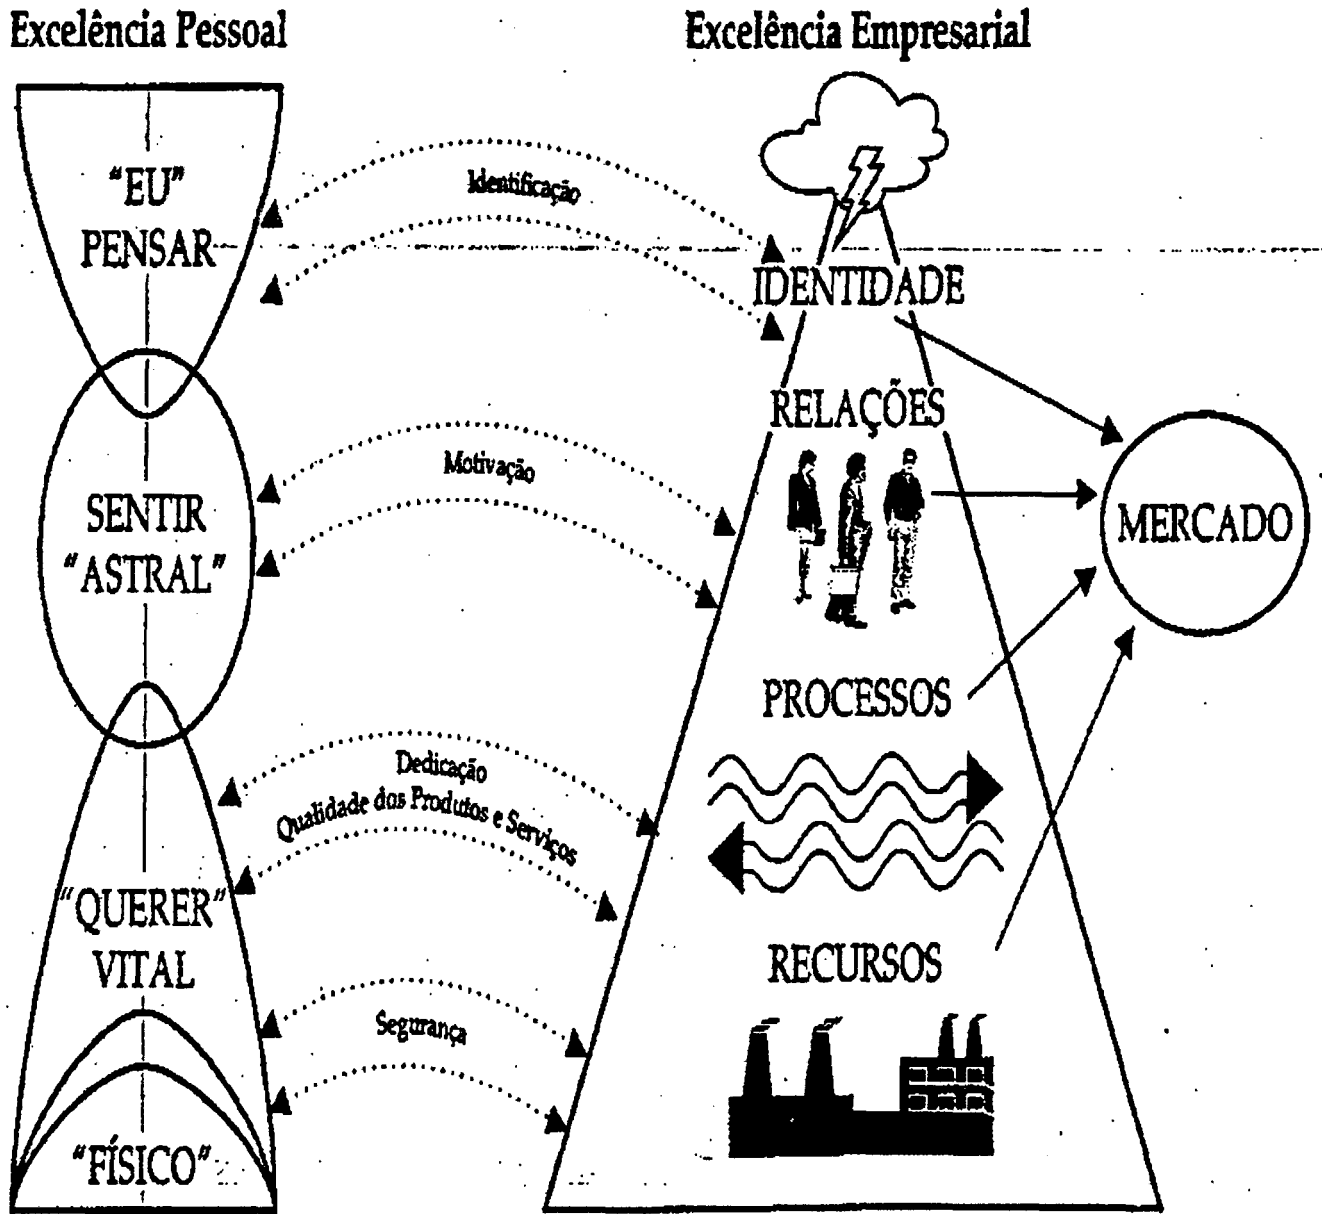 Excelência Pessoal
Excelência Empresarial
"EU"
PENSAR
Identificação
IDENTIDADE
RELAÇÕES
Motivação
SENTIR
"ASTRAL"
MERCADO
PROCESSOS
Dedicação
Qualidade dos Produtos e Serviços
"QUERER"
VITAL
RECURSOS
Segurança
"FÍSICO"